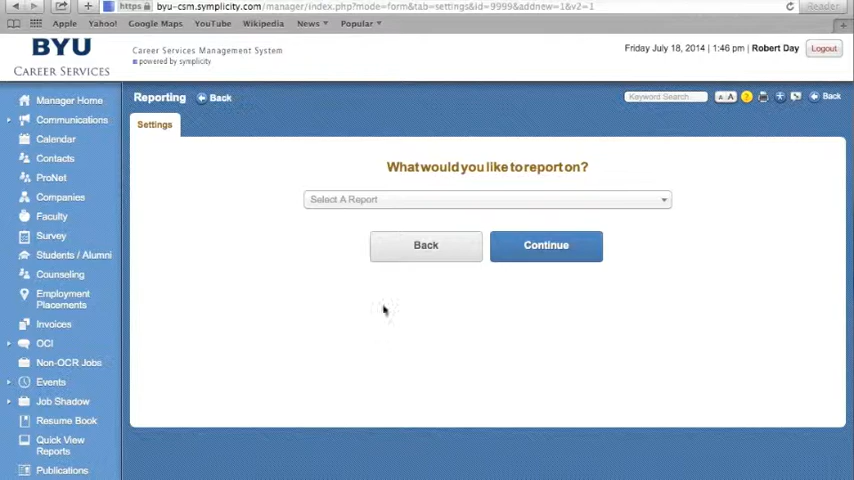 https byu-csm.symplicity.com/manager/index.php?mode=form&tab=settings&id=9999&addnew=1&v2=1 Reader
Apple Yahoo! Google Maps YouTube Wikipedia News Popular
BYU
CAREER SERVICES
Career Services Management System
powered by symplicity
Friday July 18, 2014 | 1:46 pm | Robert Day Logout
Reporting Back
Keyword Search A A ? Back
Settings
What would you like to report on?
Select A Report
Back Continue
Manager Home
Communications
Calendar
Contacts
ProNet
Companies
Faculty
Survey
Students / Alumni
Counseling
Employment
Placements
Invoices
OCI
Non-OCR Jobs
Events
Job Shadow
Resume Book
Quick View
Reports
Publications